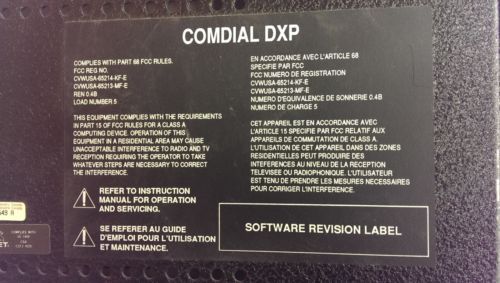 COMDIAL DXP
COMPLIES WITH PART 68 FCC RULES.
FCC REG NO.
CVWUSA-65214-KF-E
CVWUSA-65213-MF-E
REN 0.4B
LOAD NUMBER 5
THIS EQUIPMENT COMPLIES WITH THE REQUIREMENTS
IN PART 15 OF FCC RULES FOR A CLASS A
COMPUTING DEVICE. OPERATION OF THIS
EQUIPMENT IN A RESIDENTIAL AREA MAY CAUSE
UNACCEPTABLE INTERFERENCE TO RADIO AND TV
RECEPTION REQUIRING THE OPERATOR TO TAKE
WHATEVER STEPS ARE NECESSARY TO CORRECT
THE INTERFERENCE.
REFER TO INSTRUCTION
MANUAL FOR OPERATION
AND SERVICING.
SE REFERER AU GUIDE
D'EMPLOI POUR L'UTILISATION
ET MAINTENANCE.
EN ACCORDANCE AVEC L'ARTICLE 68
SPECIFIE PAR FCC
FCC NUMERO DE REGISTRATION
CVWUSA-65214-KF-E
CVWUSA-65213-MF-E
NUMERO D'EQUIVALENCE DE SONNERIE 0.4B
NUMERO DE CHARGE 5
CET APPAREIL EST EN ACCORDANCE AVEC
L'ARTICLE 15 SPECIFIE PAR FCC RELATIF AUX
APPAREILS DE COMMUTATION DE CLASS A.
L'UTILISATION DE CET APPAREIL DANS DES ZONES
RESIDENTIELLES PEUT PRODUIRE DES
INTERFERENCES AU NIVEAU DE LA RECEPTION
TELEVISEE OU RADIOPHONIQUE. L'UTILISATEUR
EST TENU DE PRENDRE LES MESURES NECESSAIRES
POUR CORRIGER L'INTERFERENCE.
SOFTWARE REVISION LABEL
COMPLIES WITH